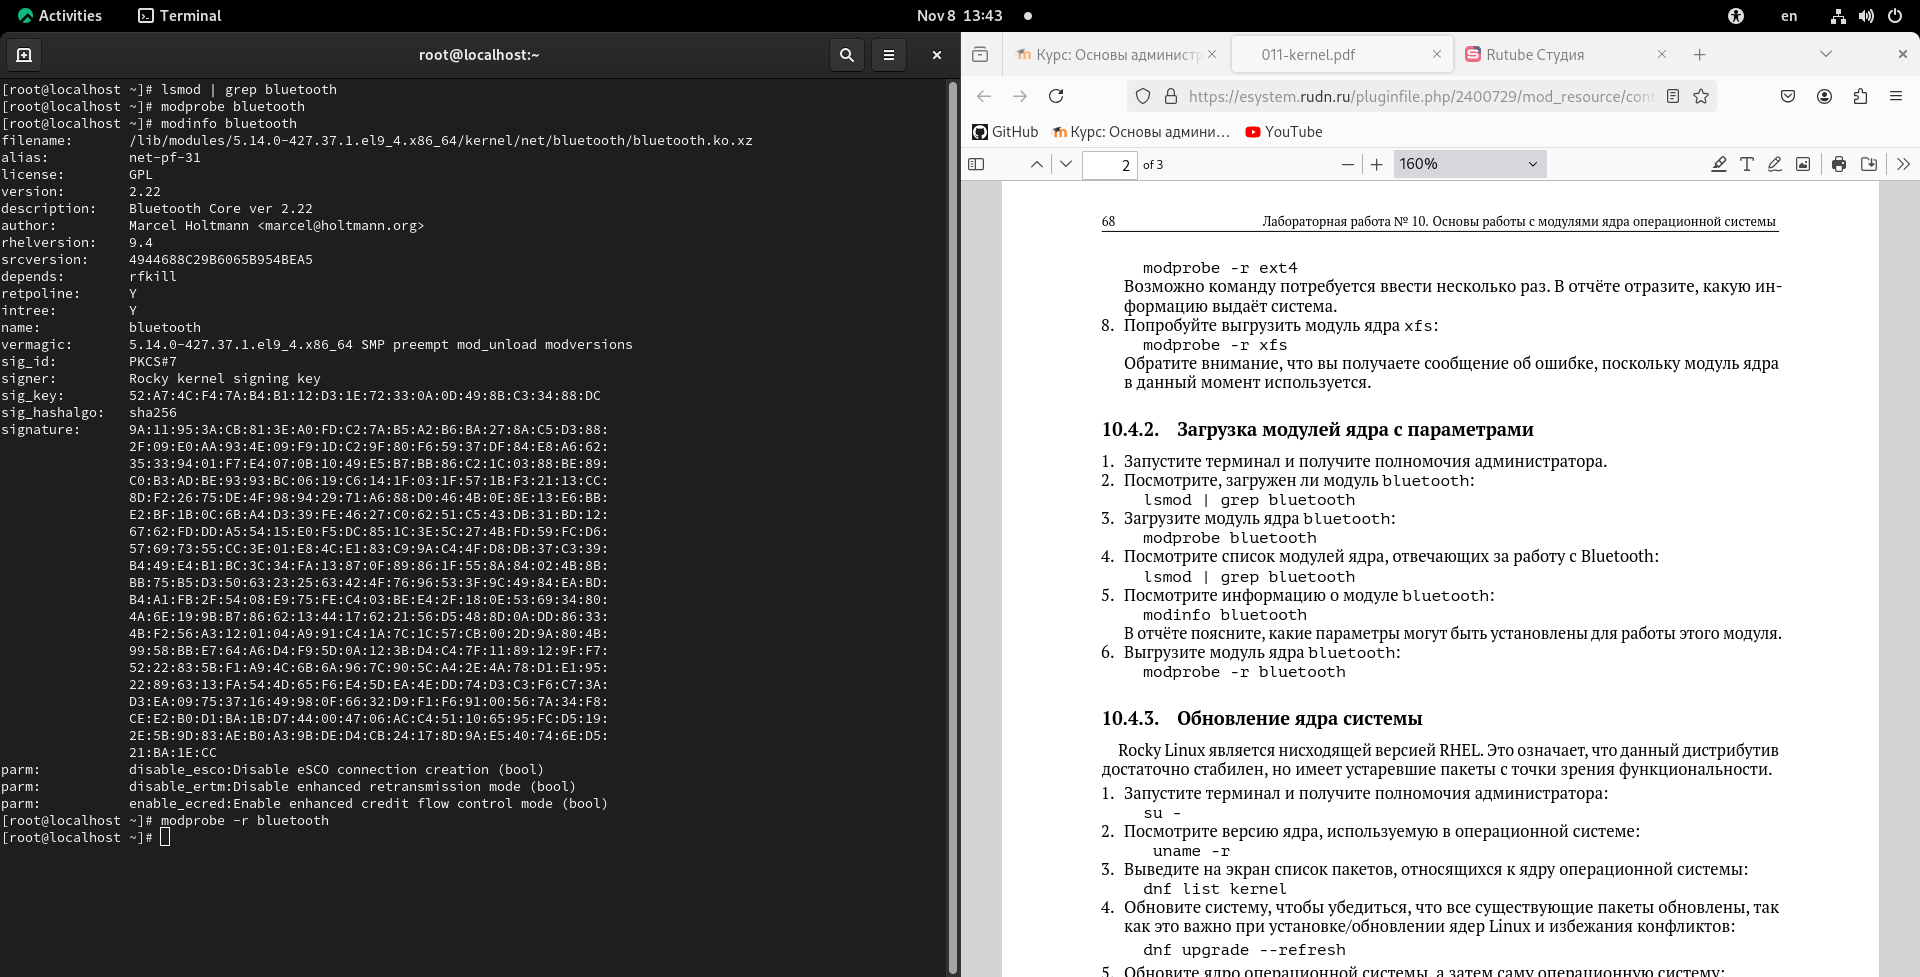 Activities Terminal Nov 8 13:43 en
root@localhost:~
[root@localhost ~]# lsmod | grep bluetooth
[root@localhost ~]# modprobe bluetooth
[root@localhost ~]# modinfo bluetooth
filename: /lib/modules/5.14.0-427.37.1.el9_4.x86_64/kernel/net/bluetooth/bluetooth.ko.xz
alias: net-pf-31
license: GPL
version: 2.22
description: Bluetooth Core ver 2.22
author: Marcel Holtmann <marcel@holtmann.org>
rhelversion: 9.4
srcversion: 4944688C29B6065B954BEA5
depends: rfkill
retpoline: Y
intree: Y
name: bluetooth
vermagic: 5.14.0-427.37.1.el9_4.x86_64 SMP preempt mod_unload modversions
sig_id: PKCS#7
signer: Rocky kernel signing key
sig_key: 52:A7:4C:F4:7A:B4:B1:12:D3:1E:72:33:0A:0D:49:8B:C3:34:88:DC
sig_hashalgo: sha256
signature: 9A:11:95:3A:CB:81:3E:A0:FD:C2:7A:B5:A2:B6:BA:27:8A:C5:D3:88:
2F:09:E0:AA:93:4E:09:F9:1D:C2:9F:80:F6:59:37:DF:84:E8:A6:62:
35:33:94:01:F7:E4:07:0B:10:49:E5:B7:BB:86:C2:1C:03:88:BE:89:
C0:B3:AD:BE:93:93:BC:06:19:C6:14:1F:03:1F:57:1B:F3:21:13:CC:
8D:F2:26:75:DE:4F:98:94:29:71:A6:88:D0:46:4B:0E:8E:13:E6:BB:
E2:BF:1B:0C:6B:A4:D3:39:FE:46:27:C0:62:51:C5:43:DB:31:BD:12:
67:62:FD:DD:A5:54:15:E0:F5:DC:85:1C:3E:5C:27:4B:FD:59:FC:D6:
57:69:73:55:CC:3E:01:E8:4C:E1:83:C9:9A:C4:4F:D8:DB:37:C3:39:
B4:49:E4:B1:BC:3C:34:FA:13:87:0F:89:86:1F:55:8A:84:02:4B:8B:
BB:75:B5:D3:50:63:23:25:63:42:4F:76:96:53:3F:9C:49:84:EA:BD:
B4:A1:FB:2F:54:08:E9:75:FE:C4:03:BE:E4:2F:18:0E:53:69:34:80:
4A:6E:19:9B:B7:86:62:13:44:17:62:21:56:D5:48:8D:0A:DD:86:33:
4B:F2:56:A3:12:01:04:A9:91:C4:1A:7C:1C:57:CB:00:2D:9A:80:4B:
99:58:BB:E7:64:A6:D4:F9:5D:0A:12:3B:D4:C4:7F:11:89:12:9F:F7:
52:22:83:5B:F1:A9:4C:6B:6A:96:7C:90:5C:A4:2E:4A:78:D1:E1:95:
22:89:63:13:FA:54:4D:65:F6:E4:5D:EA:4E:DD:74:D3:C3:F6:C7:3A:
D3:EA:09:75:37:16:49:98:0F:66:32:D9:F1:F6:91:00:56:7A:34:F8:
CE:E2:B0:D1:BA:1B:D7:44:00:47:06:AC:C4:51:10:65:95:FC:D5:19:
2E:5B:9D:83:AE:B0:A3:9B:DE:D4:CB:24:17:8D:9A:E5:40:74:6E:D5:
21:BA:1E:CC
parm: disable_esco:Disable eSCO connection creation (bool)
parm: disable_ertm:Disable enhanced retransmission mode (bool)
parm: enable_ecred:Enable enhanced credit flow control mode (bool)
[root@localhost ~]# modprobe -r bluetooth
[root@localhost ~]#
Курс: Основы администр 011-kernel.pdf Rutube Студия
https://esystem.rudn.ru/pluginfile.php/2400729/mod_resource/cont
GitHub Курс: Основы админи… YouTube
2 of 3 160%
68 Лабораторная работа № 10. Основы работы с модулями ядра операционной системы
modprobe -r ext4
Возможно команду потребуется ввести несколько раз. В отчёте отразите, какую ин-
формацию выдаёт система.
8. Попробуйте выгрузить модуль ядра xfs:
modprobe -r xfs
Обратите внимание, что вы получаете сообщение об ошибке, поскольку модуль ядра
в данный момент используется.
10.4.2. Загрузка модулей ядра с параметрами
1. Запустите терминал и получите полномочия администратора.
2. Посмотрите, загружен ли модуль bluetooth:
lsmod | grep bluetooth
3. Загрузите модуль ядра bluetooth:
modprobe bluetooth
4. Посмотрите список модулей ядра, отвечающих за работу с Bluetooth:
lsmod | grep bluetooth
5. Посмотрите информацию о модуле bluetooth:
modinfo bluetooth
В отчёте поясните, какие параметры могут быть установлены для работы этого модуля.
6. Выгрузите модуль ядра bluetooth:
modprobe -r bluetooth
10.4.3. Обновление ядра системы
Rocky Linux является нисходящей версией RHEL. Это означает, что данный дистрибутив
достаточно стабилен, но имеет устаревшие пакеты с точки зрения функциональности.
1. Запустите терминал и получите полномочия администратора:
su -
2. Посмотрите версию ядра, используемую в операционной системе:
uname -r
3. Выведите на экран список пакетов, относящихся к ядру операционной системы:
dnf list kernel
4. Обновите систему, чтобы убедиться, что все существующие пакеты обновлены, так
как это важно при установке/обновлении ядер Linux и избежания конфликтов:
dnf upgrade --refresh
5. Обновите ядро операционной системы, а затем саму операционную систему: